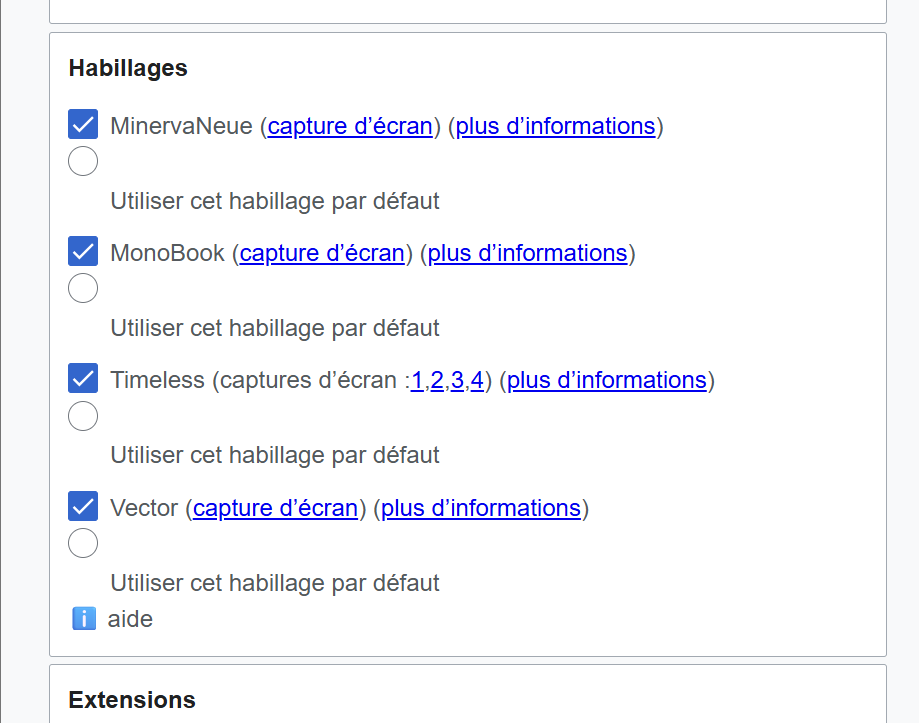 Habillages
MinervaNeue (capture d’écran) (plus d’informations)
Utiliser cet habillage par défaut
MonoBook (capture d’écran) (plus d’informations)
Utiliser cet habillage par défaut
Timeless (captures d’écran :1,2,3,4) (plus d’informations)
Utiliser cet habillage par défaut
Vector (capture d’écran) (plus d’informations)
Utiliser cet habillage par défaut
i aide
Extensions